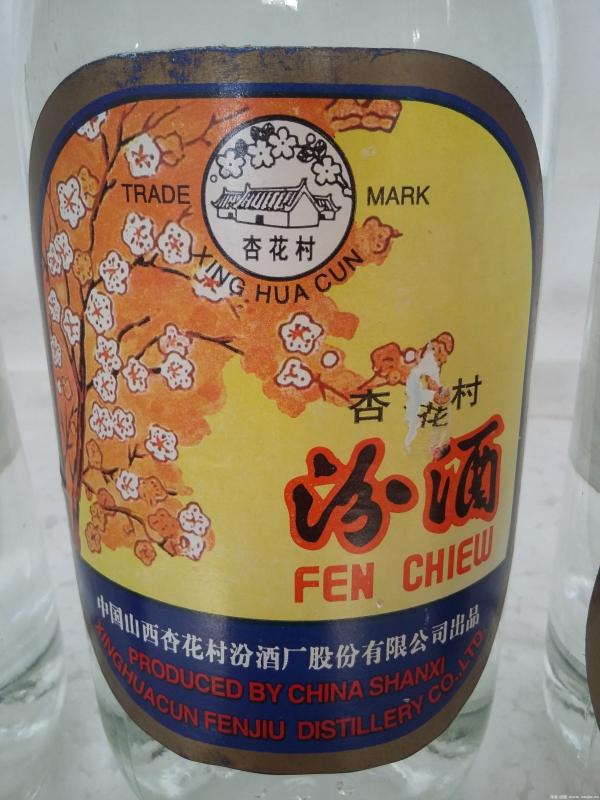 TRADE MARK
杏花村
XING HUA CUN
杏花村
汾酒
FEN CHIEW
中国山西杏花村汾酒厂股份有限公司出品
PRODUCED BY CHINA SHANXI
XINGHUACUN FENJIU DISTILLERY CO.,LTD.